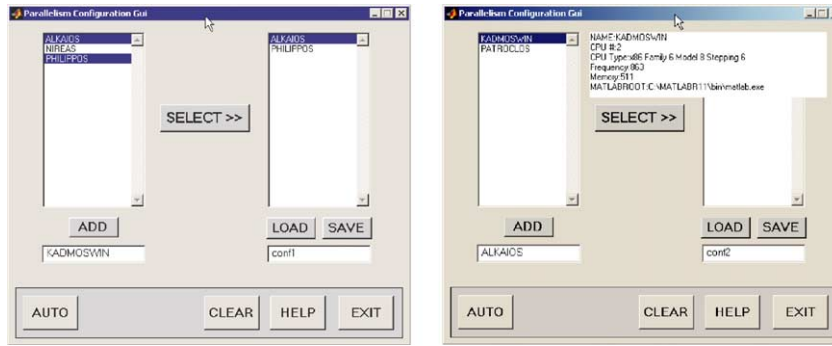 Parallelism Configuration Gui
ALKAIOS
NIREAS
PHILIPPOS
SELECT >>
ALKAIOS
PHILIPPOS
ADD
KADMOSWIN
LOAD SAVE
conf1
AUTO CLEAR HELP EXIT
Parallelism Configuration Gui
KADMOSWIN
PATROCLOS
NAME:KADMOSWIN
CPU #:2
CPU Type:x86 Family 6 Model 8 Stepping 6
Frequency:863
Memory:511
MATLABROOT:C:\MATLABR11\bin\matlab.exe
SELECT >>
ADD
ALKAIOS
LOAD SAVE
conf2
AUTO CLEAR HELP EXIT